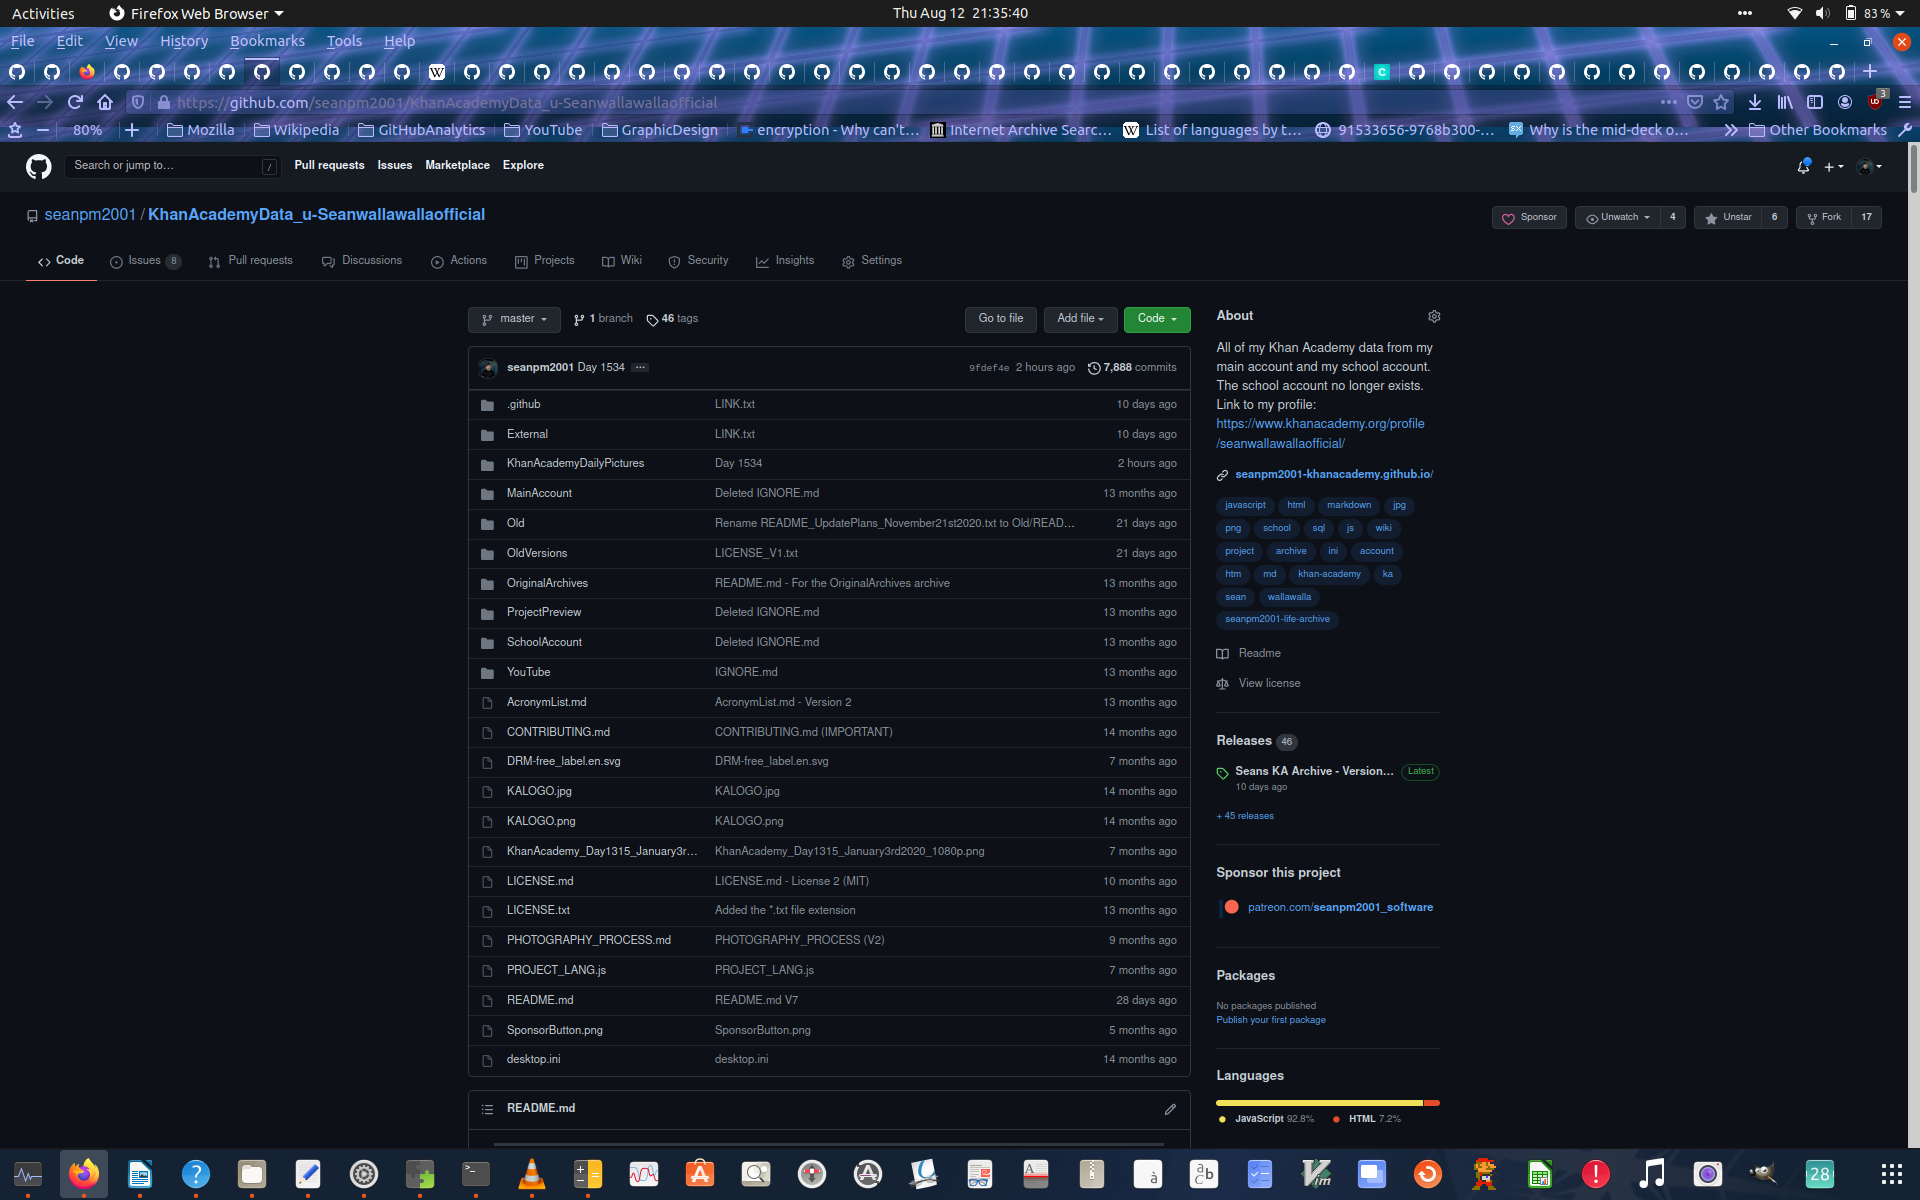 Activities
Firefox Web Browser
Thu Aug 12 21:35:40
83 %
File Edit View History Bookmarks Tools Help
https://github.com/seanpm2001/KhanAcademyData_u-Seanwallawallaofficial
3
80%
Mozilla
Wikipedia
GitHubAnalytics
YouTube
GraphicDesign
encryption - Why can't…
Internet Archive Searc…
List of languages by t…
91533656-9768b300-…
Why is the mid-deck o…
Other Bookmarks
Search or jump to… /
Pull requests Issues Marketplace Explore
seanpm2001 / KhanAcademyData_u-Seanwallawallaofficial
Sponsor
Unwatch 4
Unstar 6
Fork 17
Code
Issues 8
Pull requests
Discussions
Actions
Projects
Wiki
Security
Insights
Settings
master
1 branch
46 tags
Go to file
Add file
Code
seanpm2001 Day 1534 ...
9fdef4e 2 hours ago
7,888 commits
.github LINK.txt 10 days ago
External LINK.txt 10 days ago
KhanAcademyDailyPictures Day 1534 2 hours ago
MainAccount Deleted IGNORE.md 13 months ago
Old Rename README_UpdatePlans_November21st2020.txt to Old/READ… 21 days ago
OldVersions LICENSE_V1.txt 21 days ago
OriginalArchives README.md - For the OriginalArchives archive 13 months ago
ProjectPreview Deleted IGNORE.md 13 months ago
SchoolAccount Deleted IGNORE.md 13 months ago
YouTube IGNORE.md 13 months ago
AcronymList.md AcronymList.md - Version 2 13 months ago
CONTRIBUTING.md CONTRIBUTING.md (IMPORTANT) 14 months ago
DRM-free_label.en.svg DRM-free_label.en.svg 7 months ago
KALOGO.jpg KALOGO.jpg 14 months ago
KALOGO.png KALOGO.png 14 months ago
KhanAcademy_Day1315_January3r… KhanAcademy_Day1315_January3rd2020_1080p.png 7 months ago
LICENSE.md LICENSE.md - License 2 (MIT) 10 months ago
LICENSE.txt Added the *.txt file extension 13 months ago
PHOTOGRAPHY_PROCESS.md PHOTOGRAPHY_PROCESS (V2) 9 months ago
PROJECT_LANG.js PROJECT_LANG.js 7 months ago
README.md README.md V7 28 days ago
SponsorButton.png SponsorButton.png 5 months ago
desktop.ini desktop.ini 14 months ago
README.md
About
All of my Khan Academy data from my
main account and my school account.
The school account no longer exists.
Link to my profile:
https://www.khanacademy.org/profile
/seanwallawallaofficial/
seanpm2001-khanacademy.github.io/
javascript html markdown jpg
png school sql js wiki
project archive ini account
htm md khan-academy ka
sean wallawalla
seanpm2001-life-archive
Readme
View license
Releases 46
Seans KA Archive - Version… Latest
10 days ago
+ 45 releases
Sponsor this project
patreon.com/seanpm2001_software
Packages
No packages published
Publish your first package
Languages
JavaScript 92.8% HTML 7.2%
28